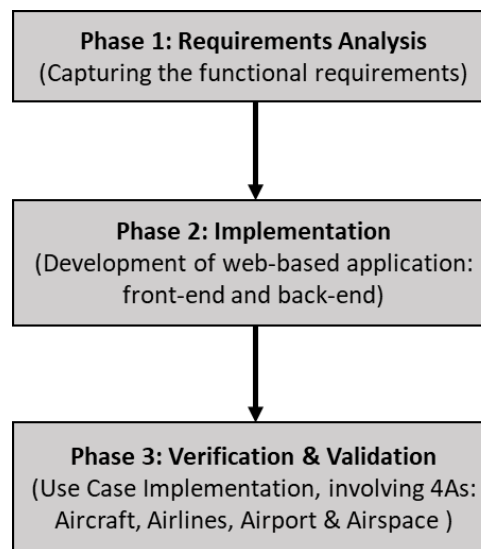 Phase 1: Requirements Analysis
(Capturing the functional requirements)
Phase 2: Implementation
(Development of web-based application:
front-end and back-end)
Phase 3: Verification & Validation
(Use Case Implementation, involving 4As:
Aircraft, Airlines, Airport & Airspace )